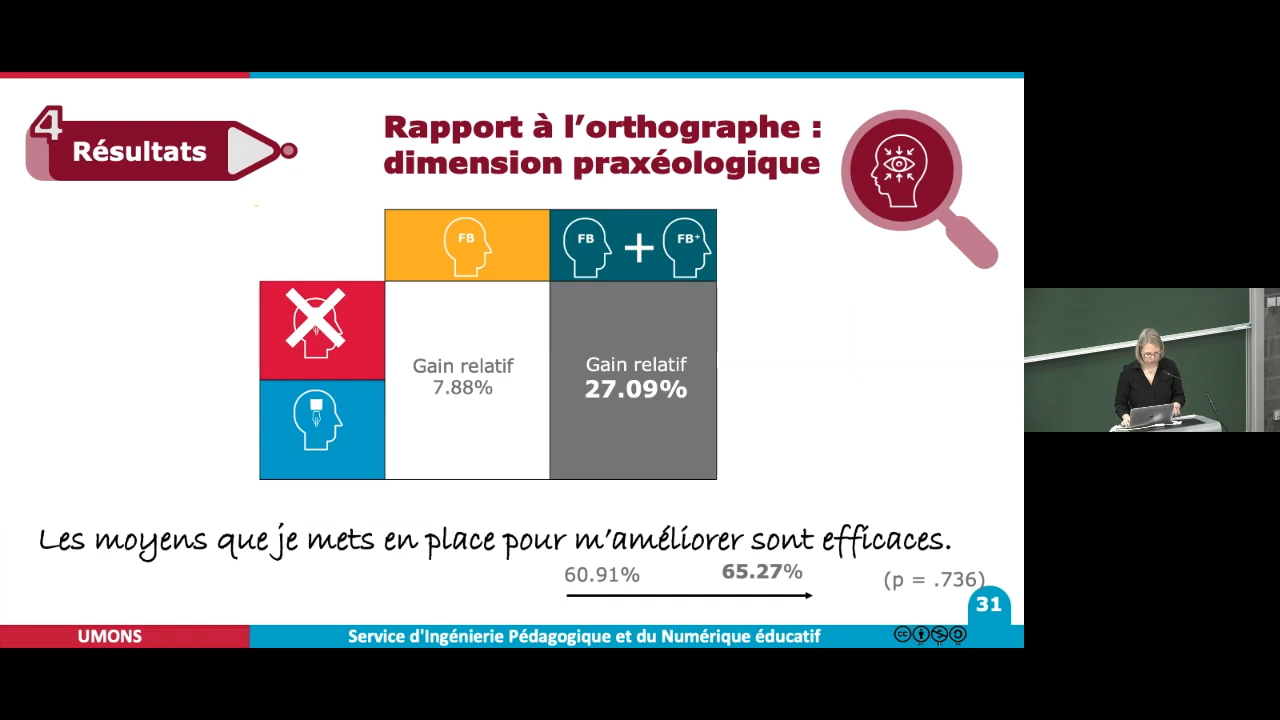 4
Résultats
Rapport à l'orthographe :
dimension praxéologique
FB
FB + FB+
Gain relatif
7.88%
Gain relatif
27.09%
Les moyens que je mets en place pour m'améliorer sont efficaces.
60.91%
65.27%
(p = .736)
31
UMONS
Service d'Ingénierie Pédagogique et du Numérique éducatif